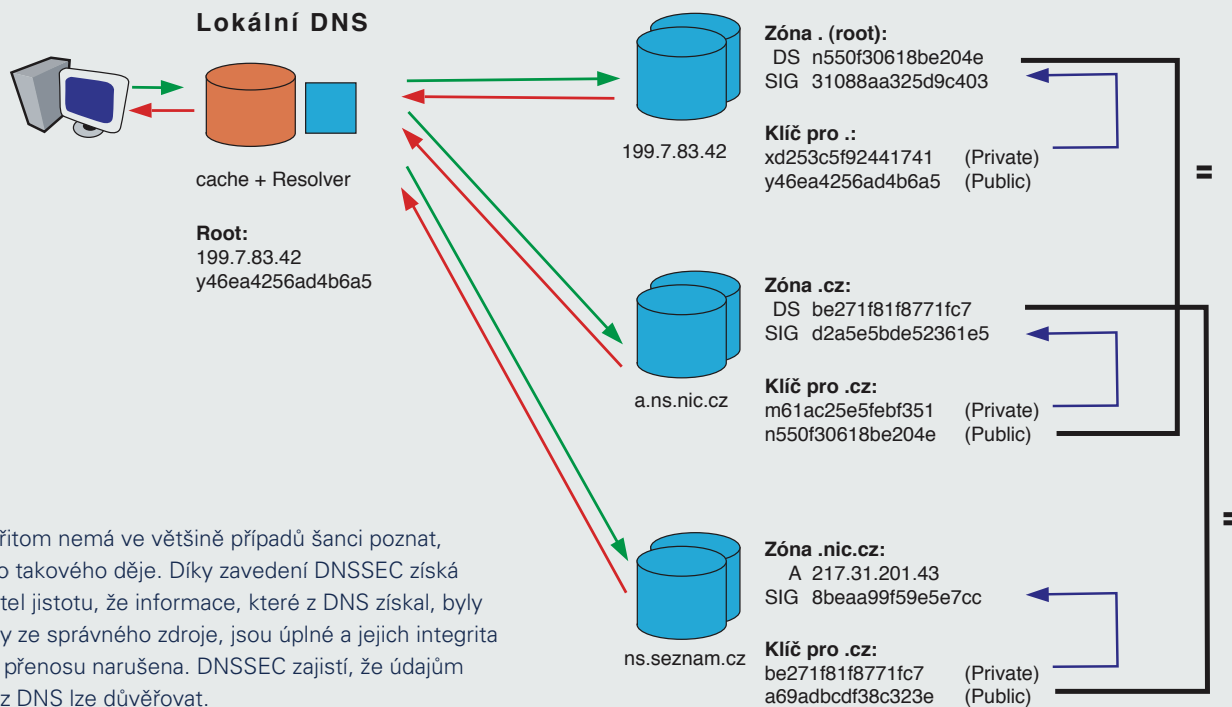 Lokální DNS
cache + Resolver
Root:
199.7.83.42
y46ea4256ad4b6a5
199.7.83.42
Zóna . (root):
DS n550f30618be204e
SIG 31088aa325d9c403
Klíč pro .:
xd253c5f92441741 (Private)
y46ea4256ad4b6a5 (Public)
=
a.ns.nic.cz
Zóna .cz:
DS be271f81f8771fc7
SIG d2a5e5bde52361e5
Klíč pro .cz:
m61ac25e5febf351 (Private)
n550f30618be204e (Public)
=
ns.seznam.cz
Zóna .nic.cz:
A 217.31.201.43
SIG 8beaa99f59e5e7cc
Klíč pro .cz:
be271f81f8771fc7 (Private)
a69adbcdf38c323e (Public)
řitom nemá ve většině případů šanci poznat,
o takového děje. Díky zavedení DNSSEC získá
tel jistotu, že informace, které z DNS získal, byly
y ze správného zdroje, jsou úplné a jejich integrita
přenosu narušena. DNSSEC zajistí, že údajům
z DNS lze důvěřovat.